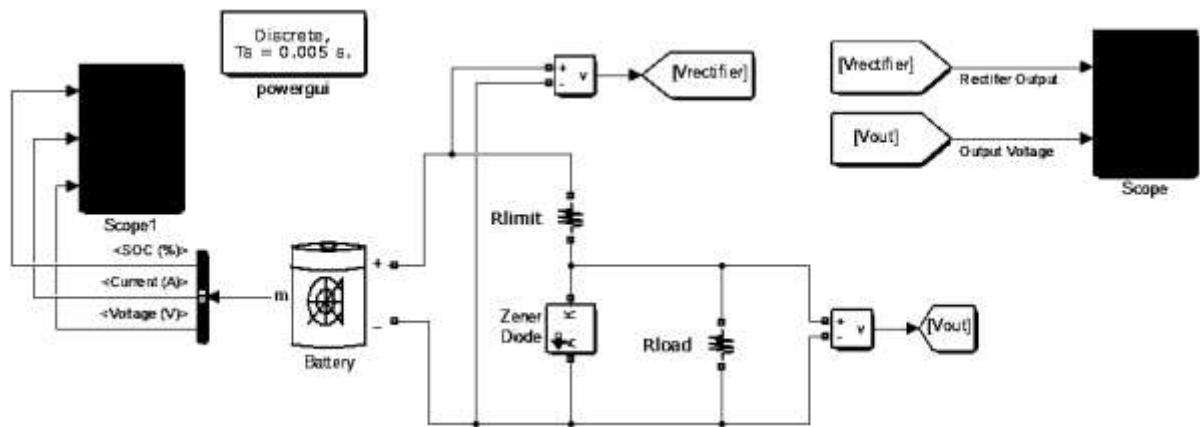 Discrete,
Ts = 0.005 s.
powergui
+
-
v
[Vrectifier]
[Vrectifier]
Rectifier Output
[Vout]
Output Voltage
Scope
Scope1
<SOC (%)>
<Current (A)>
<Voltage (V)>
m
+
_
Battery
Rlimit
Zener
Diode
K
A
Rload
+
-
v
[Vout]